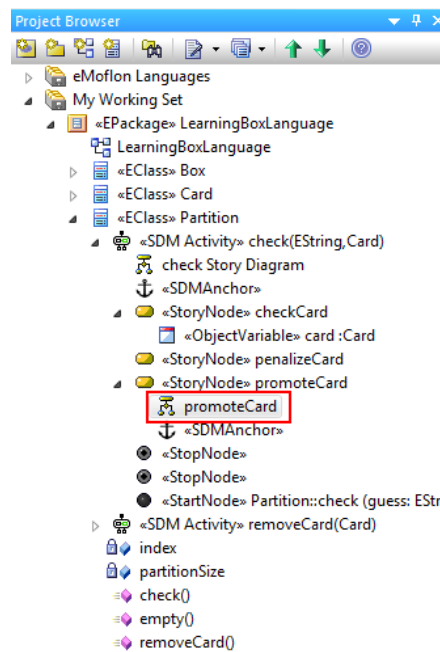 Project Browser
eMoflon Languages
My Working Set
«EPackage» LearningBoxLanguage
LearningBoxLanguage
«EClass» Box
«EClass» Card
«EClass» Partition
«SDM Activity» check(EString,Card)
check Story Diagram
«SDMAnchor»
«StoryNode» checkCard
«ObjectVariable» card :Card
«StoryNode» penalizeCard
«StoryNode» promoteCard
promoteCard
«SDMAnchor»
«StopNode»
«StopNode»
«StartNode» Partition::check (guess: EStr
«SDM Activity» removeCard(Card)
index
partitionSize
check()
empty()
removeCard()